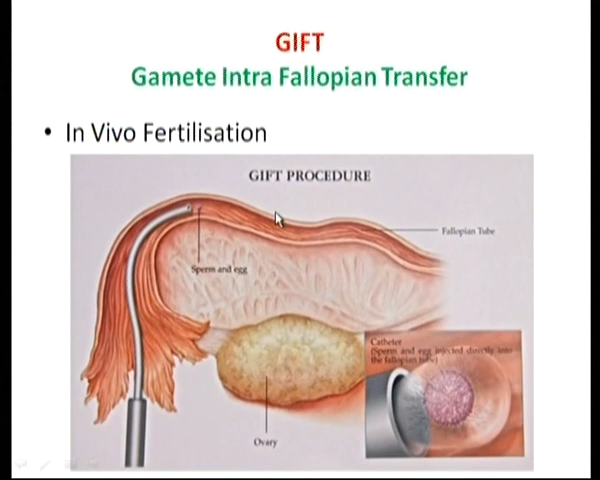 GIFT
Gamete Intra Fallopian Transfer
• In Vivo Fertilisation
GIFT PROCEDURE
Fallopian Tube
Sperm and egg
Catheter
(Sperm and egg injected directly into
the fallopian tube)
Ovary